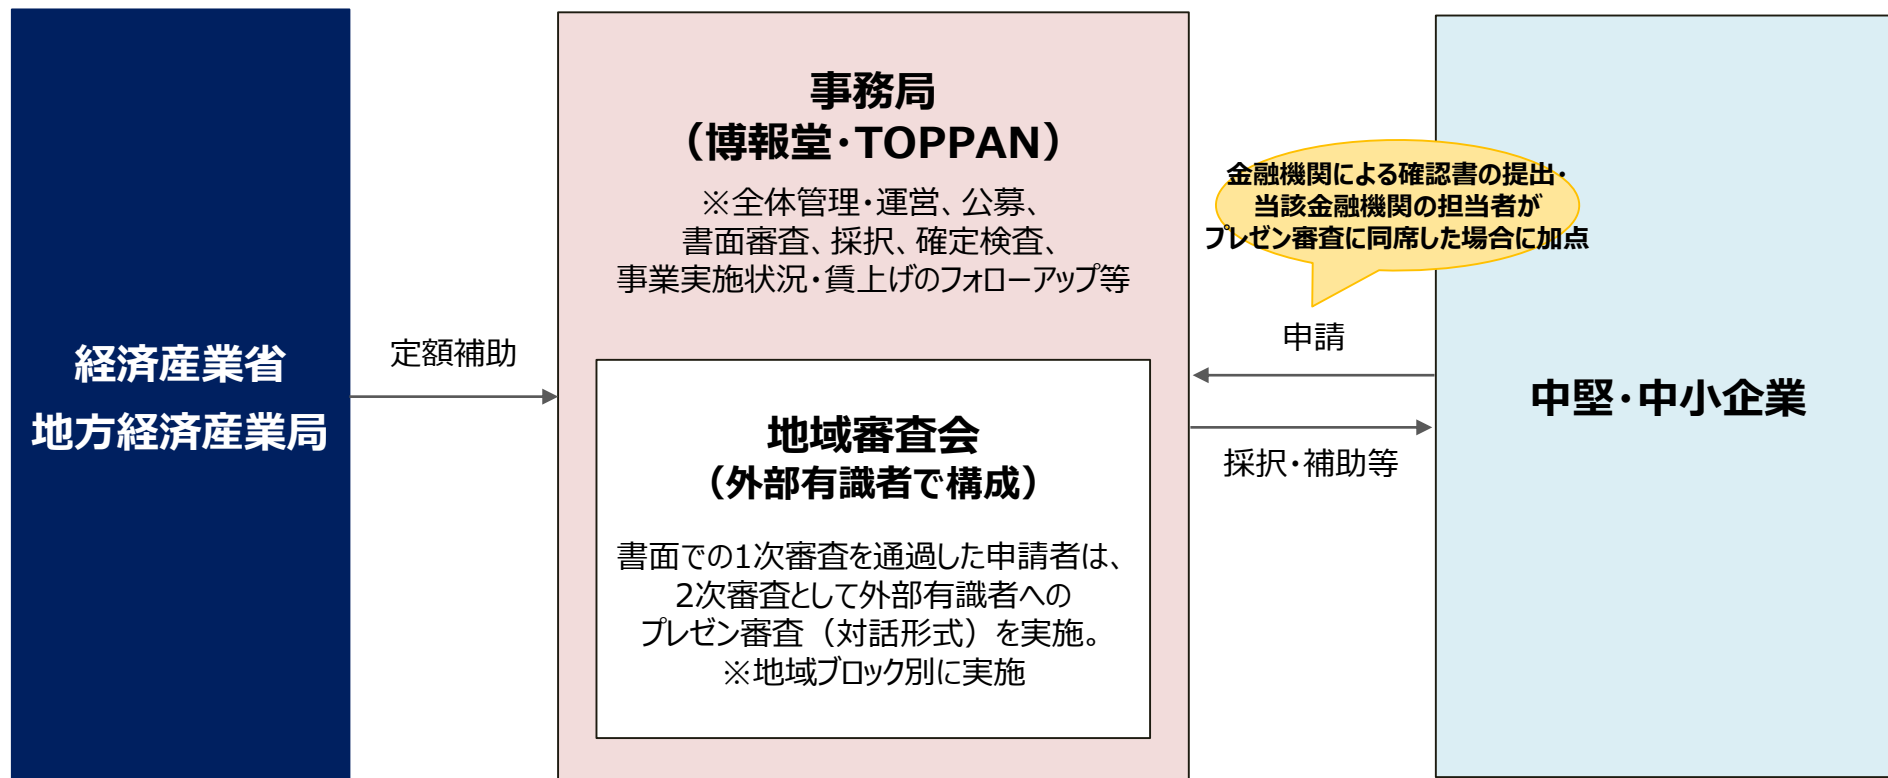 経済産業省
地方経済産業局
定額補助
事務局
（博報堂・TOPPAN）
※全体管理・運営、公募、
書面審査、採択、確定検査、
事業実施状況・賃上げのフォローアップ等
地域審査会
（外部有識者で構成）
書面での1次審査を通過した申請者は、
2次審査として外部有識者への
プレゼン審査（対話形式）を実施。
※地域ブロック別に実施
金融機関による確認書の提出・
当該金融機関の担当者が
プレゼン審査に同席した場合に加点
申請
採択・補助等
中堅・中小企業